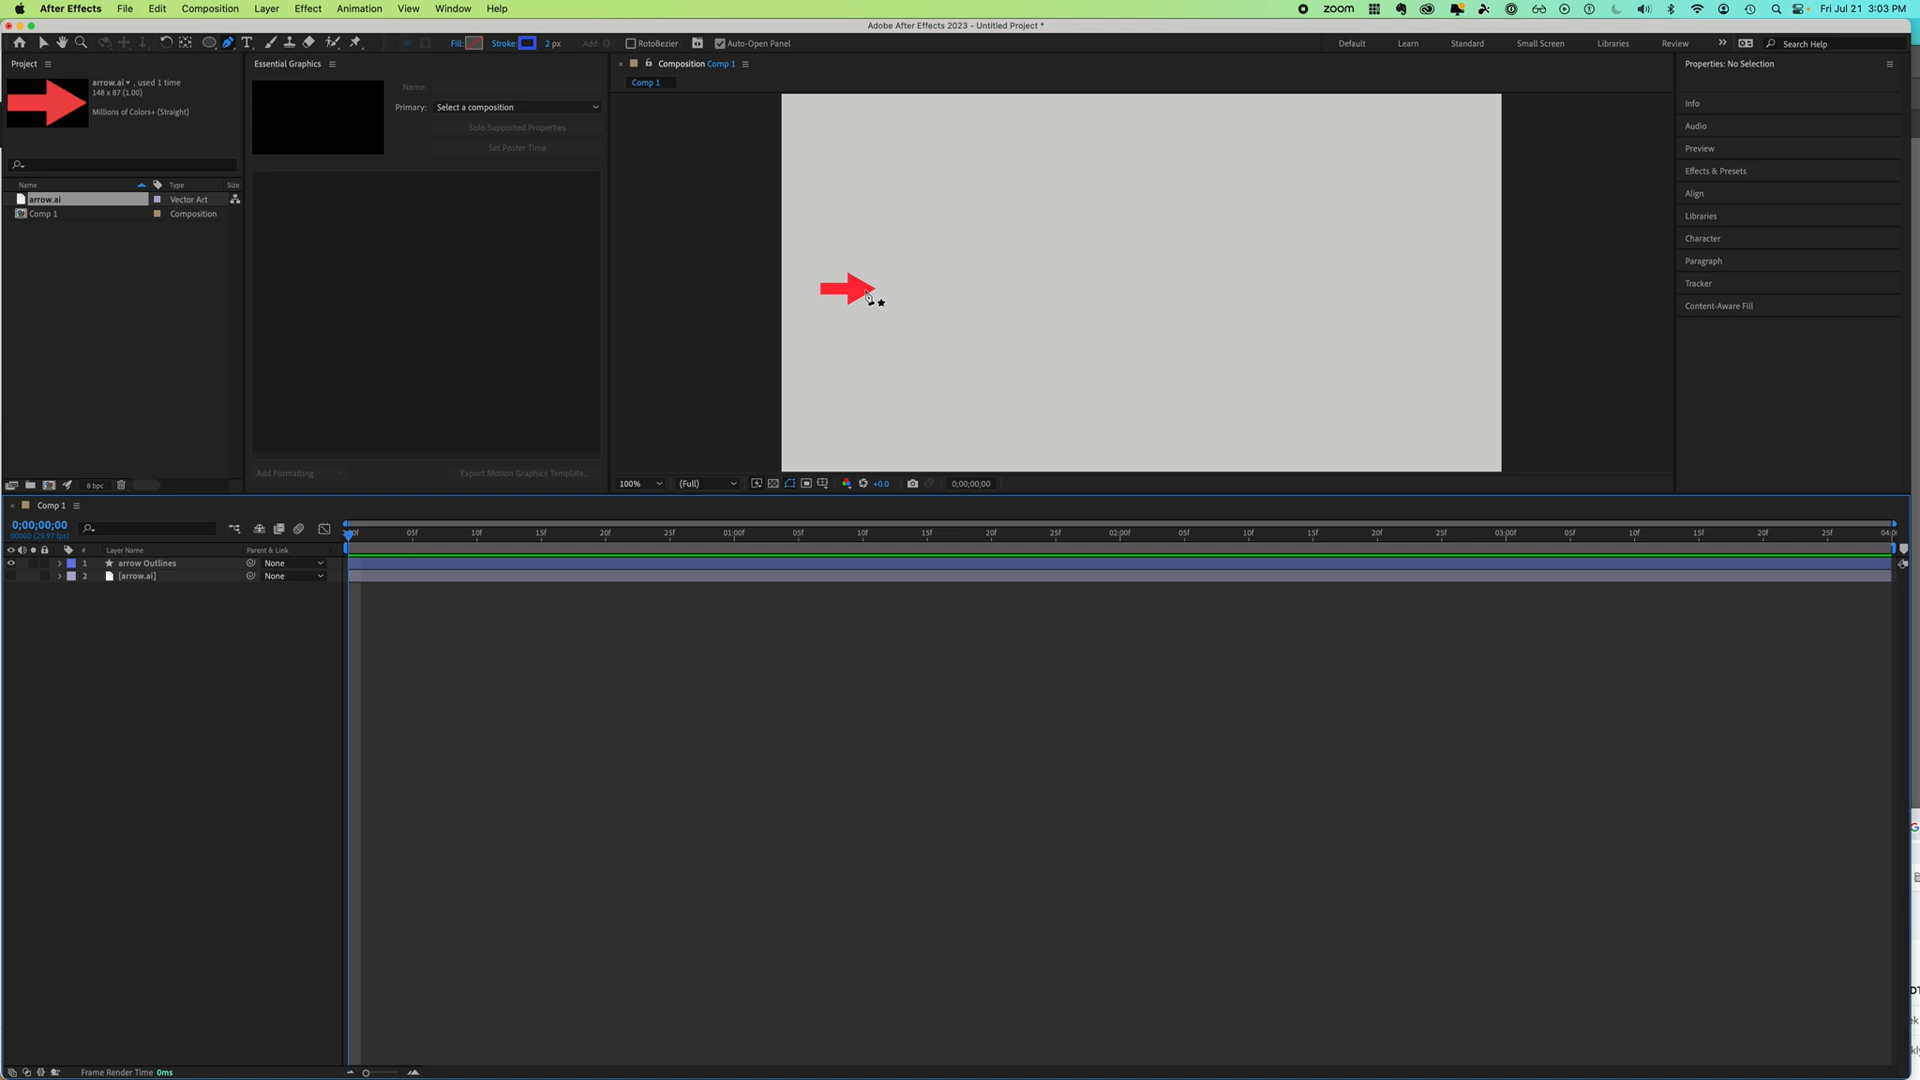 After Effects File Edit Composition Layer Effect Animation View Window Help zoom Fri Jul 21 3:03 PM
Adobe After Effects 2023 - Untitled Project *
Fill: Stroke: 2 px Add: RotoBezier Auto-Open Panel Default Learn Standard Small Screen Libraries Review Search Help
Project Essential Graphics Composition Comp 1 Properties: No Selection
arrow.ai , used 1 time
148 x 87 (1.00)
Millions of Colors+ (Straight)
Name:
Primary: Select a composition
Solo Supported Properties
Set Poster Time
Comp 1
Info
Audio
Preview
Effects & Presets
Align
Libraries
Character
Paragraph
Tracker
Content-Aware Fill
Name Type Size
arrow.ai Vector Art
Comp 1 Composition
Add Formatting Export Motion Graphics Template...
8 bpc 100% (Full) +0.0 0;00;00;00
Comp 1
0;00;00;00
00000 (29.97 fps)
05f 10f 15f 20f 25f 01:00f 05f 10f 15f 20f 25f 02:00f 05f 10f 15f 20f 25f 03:00f 05f 10f 15f 20f 25f
# Layer Name Parent & Link
1 arrow Outlines None
2 [arrow.ai] None
Frame Render Time 0ms